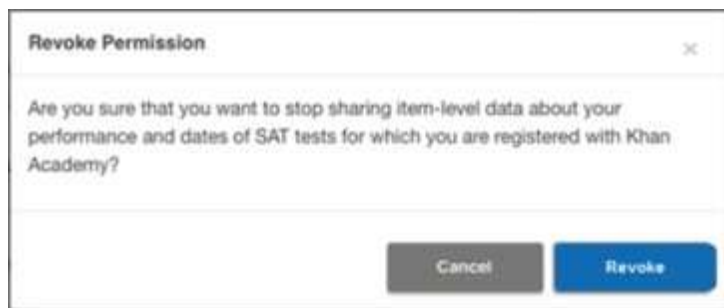 Revoke Permission
Are you sure that you want to stop sharing item-level data about your
performance and dates of SAT tests for which you are registered with Khan
Academy?
Cancel
Revoke